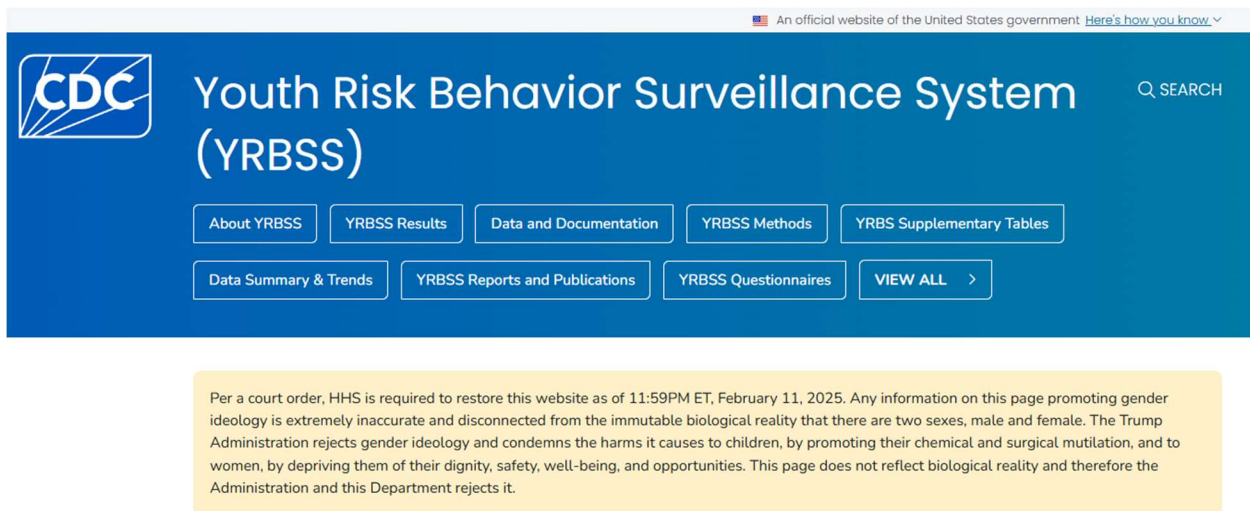 An official website of the United States government Here's how you know
CDC
Youth Risk Behavior Surveillance System
(YRBSS)
SEARCH
About YRBSS
YRBSS Results
Data and Documentation
YRBSS Methods
YRBS Supplementary Tables
Data Summary & Trends
YRBSS Reports and Publications
YRBSS Questionnaires
VIEW ALL
Per a court order, HHS is required to restore this website as of 11:59PM ET, February 11, 2025. Any information on this page promoting gender
ideology is extremely inaccurate and disconnected from the immutable biological reality that there are two sexes, male and female. The Trump
Administration rejects gender ideology and condemns the harms it causes to children, by promoting their chemical and surgical mutilation, and to
women, by depriving them of their dignity, safety, well-being, and opportunities. This page does not reflect biological reality and therefore the
Administration and this Department rejects it.